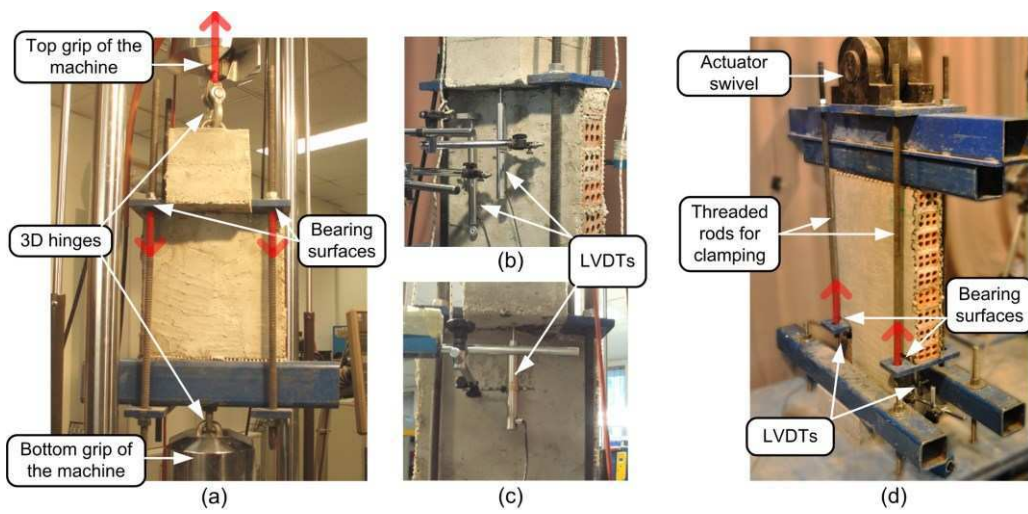 Top grip of the
machine
3D hinges
Bearing
surfaces
Bottom grip of
the machine
(a)
(b)
LVDTs
(c)
Actuator
swivel
Threaded
rods for
clamping
Bearing
surfaces
LVDTs
(d)